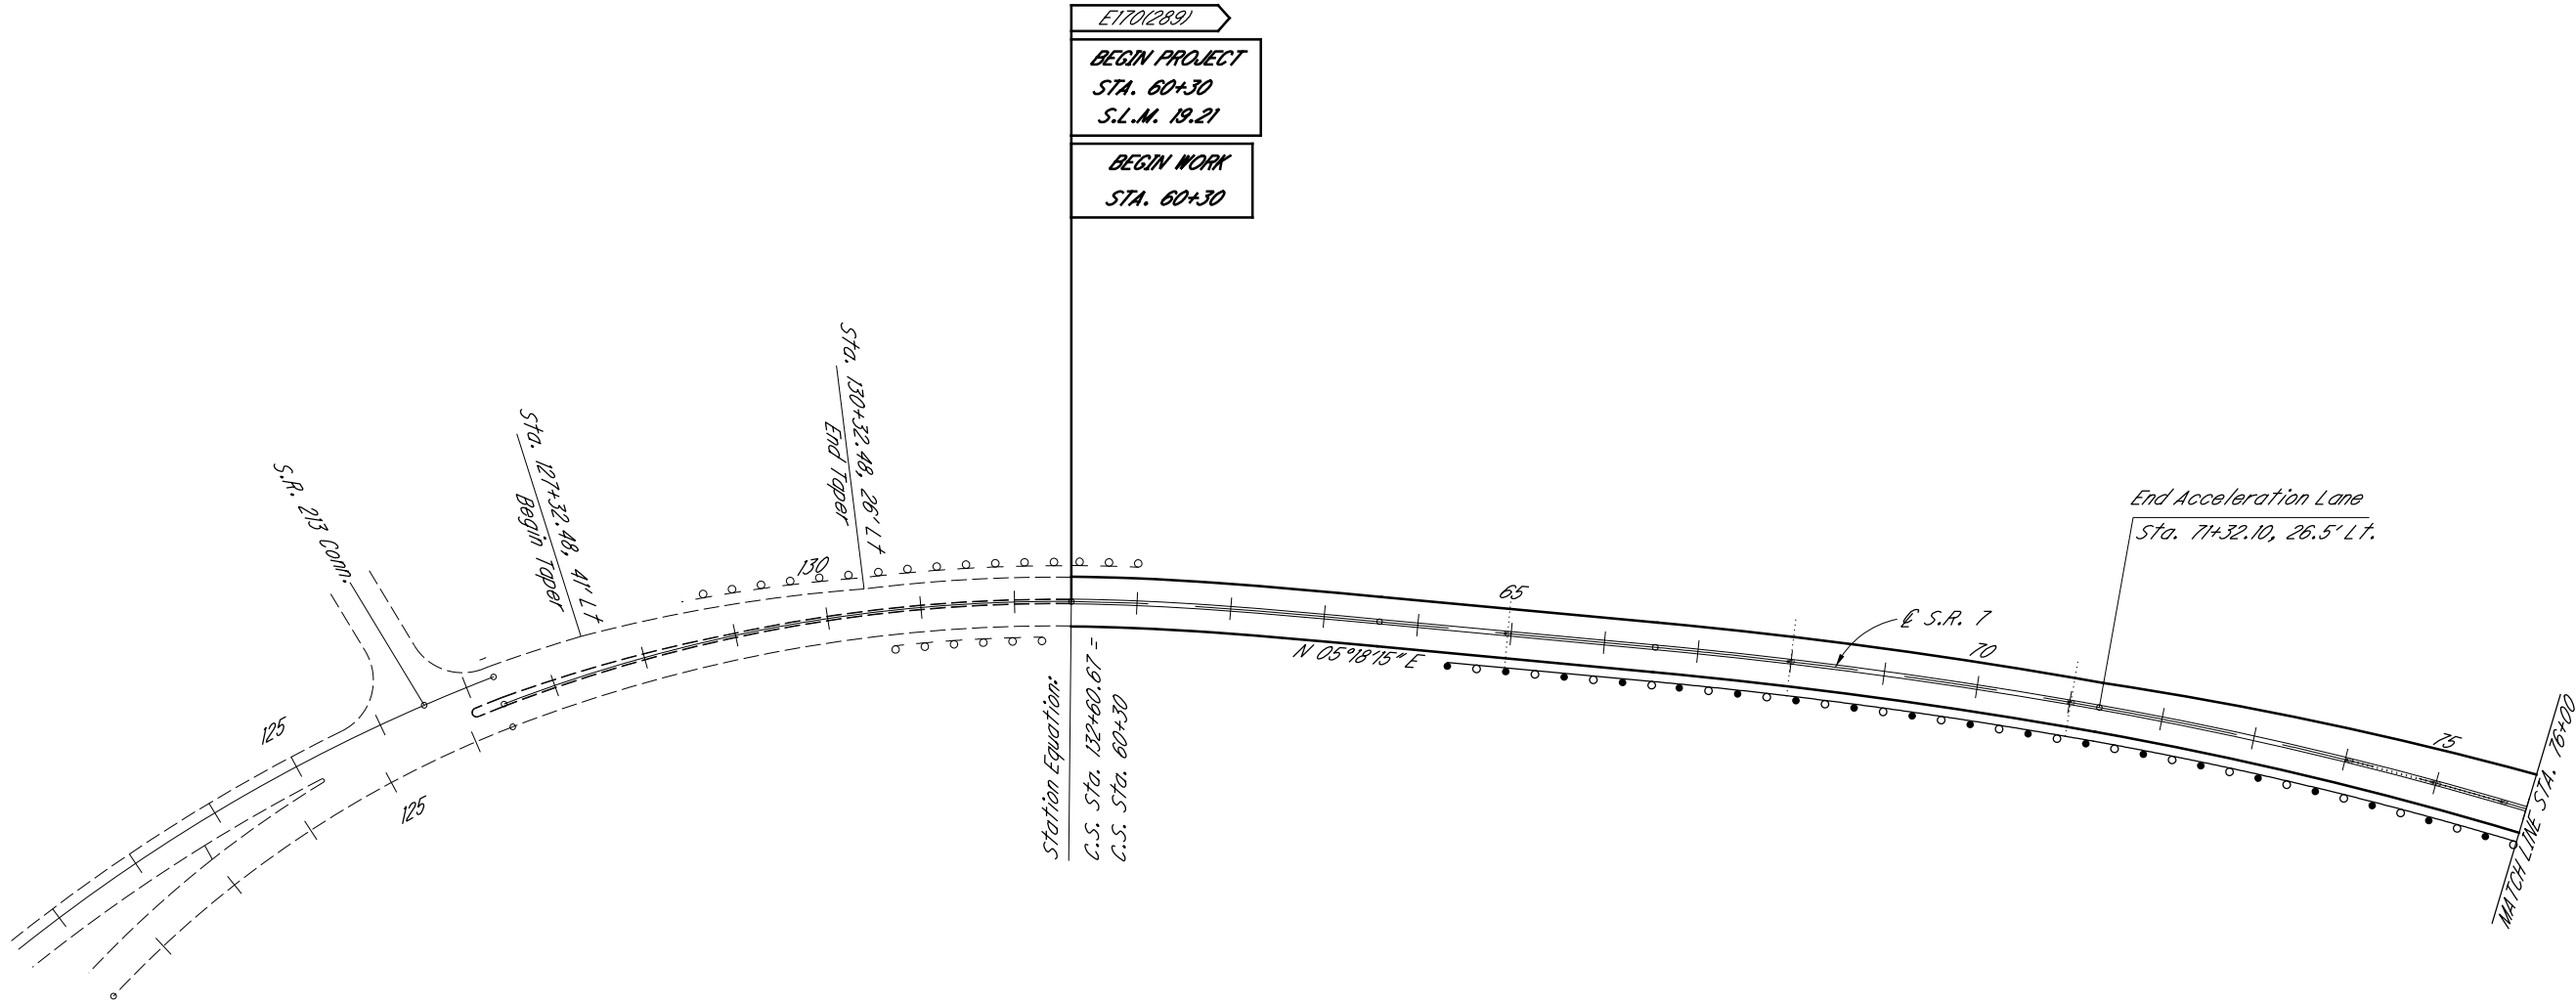 E170(289)
BEGIN PROJECT
STA. 60+30
S.L.M. 19.21
BEGIN WORK
STA. 60+30
S.R. 213 Conn.
Sta. 127+32.48, 41' Lt
Begin Taper
Sta. 130+32.48, 26' Lt
End Taper
125
125
130
Station Equation:
C.S. Sta. 132+60.67 =
C.S. Sta. 60+30
N 05°18'15" E
65
℄ S.R. 7
70
End Acceleration Lane
Sta. 71+32.10, 26.5' Lt.
75
MATCH LINE STA. 76+00